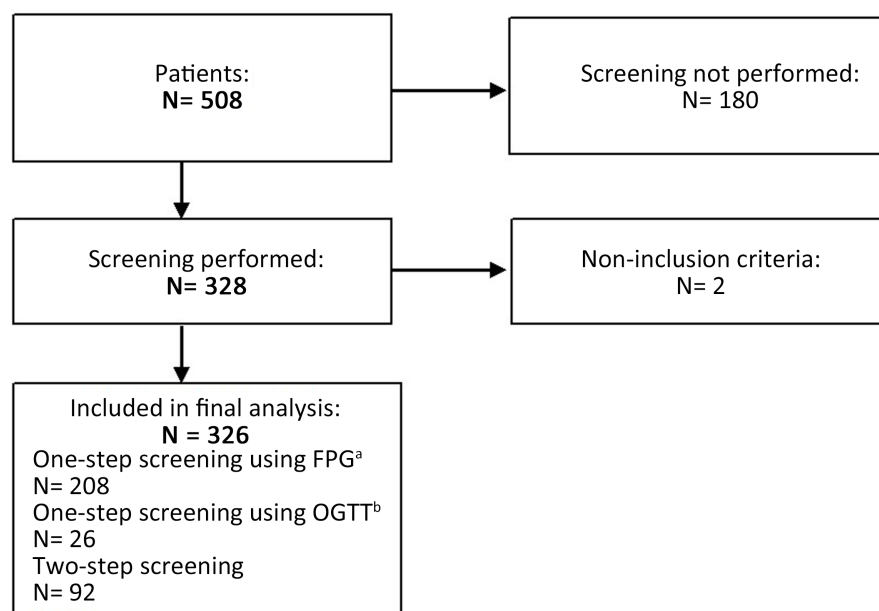 Patients:
N= 508
Screening not performed:
N= 180
Screening performed:
N= 328
Non-inclusion criteria:
N= 2
Included in final analysis:
N = 326
One-step screening using FPGᵃ
N= 208
One-step screening using OGTTᵇ
N= 26
Two-step screening
N= 92